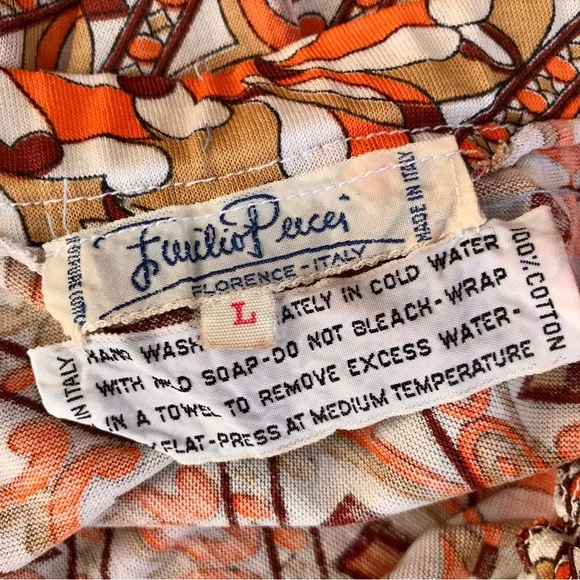 Emilio Pucci
FLORENCE - ITALY
MADE IN ITALY
L
HAND WASH ATELY IN COLD WATER
WITH MILD SOAP-DO NOT BLEACH-WRAP
IN A TOWEL TO REMOVE EXCESS WATER-
FLAT-PRESS AT MEDIUM TEMPERATURE
100% COTTON
IN ITALY